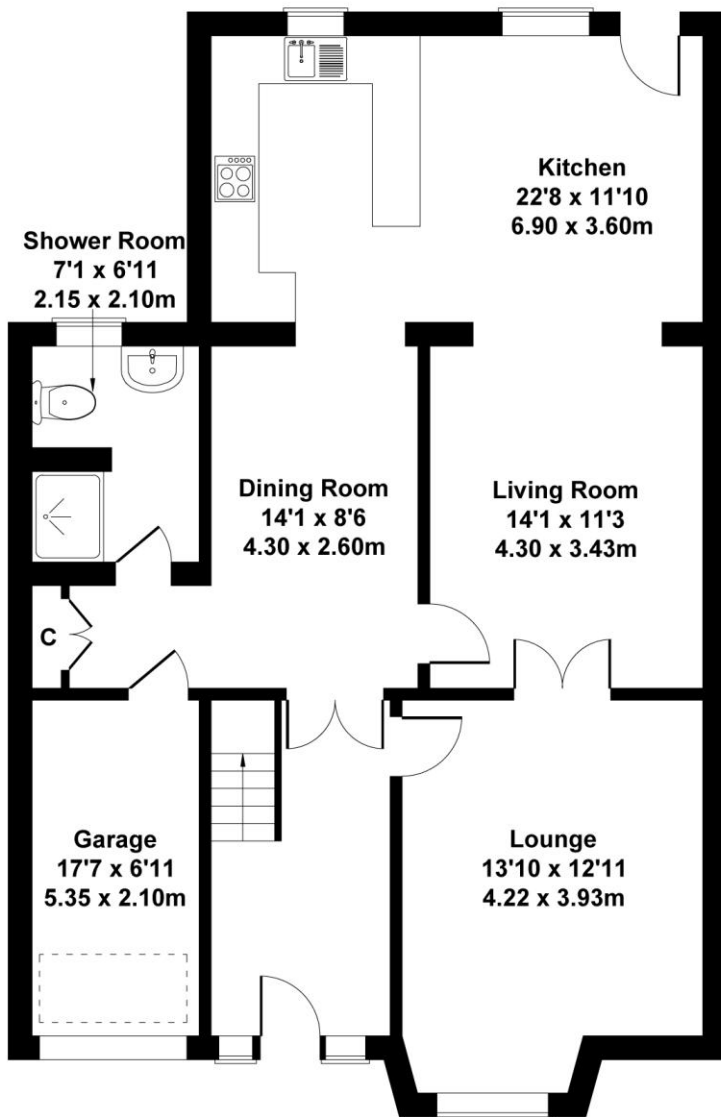 Kitchen
22'8 x 11'10
6.90 x 3.60m
Shower Room
7'1 x 6'11
2.15 x 2.10m
Dining Room
14'1 x 8'6
4.30 x 2.60m
Living Room
14'1 x 11'3
4.30 x 3.43m
C
Garage
17'7 x 6'11
5.35 x 2.10m
Lounge
13'10 x 12'11
4.22 x 3.93m